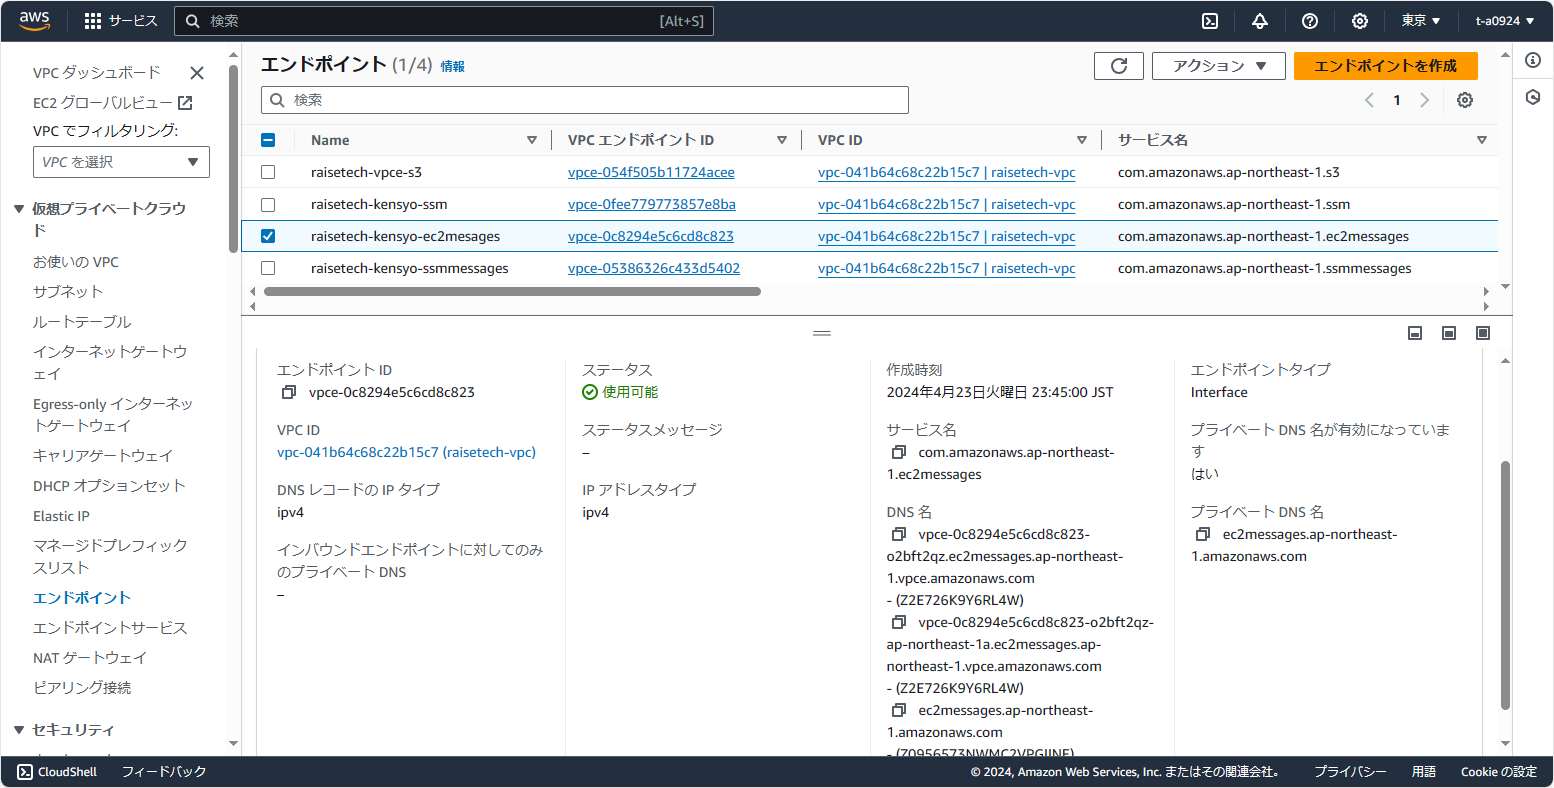 aws
サービス
検索
[Alt+S]
東京 ▼
t-a0924 ▼
VPC ダッシュボード
EC2 グローバルビュー
VPC でフィルタリング:
VPC を選択
▼ 仮想プライベートクラウ
ド
お使いの VPC
サブネット
ルートテーブル
インターネットゲートウ
ェイ
Egress-only インターネッ
トゲートウェイ
キャリアゲートウェイ
DHCP オプションセット
Elastic IP
マネージドプレフィック
スリスト
エンドポイント
エンドポイントサービス
NAT ゲートウェイ
ピアリング接続
▼ セキュリティ
エンドポイント (1/4) 情報
アクション ▼
エンドポイントを作成
検索
1
Name
VPC エンドポイント ID
VPC ID
サービス名
raisetech-vpce-s3
vpce-054f505b11724acee
vpc-041b64c68c22b15c7 | raisetech-vpc
com.amazonaws.ap-northeast-1.s3
raisetech-kensyo-ssm
vpce-0fee779773857e8ba
vpc-041b64c68c22b15c7 | raisetech-vpc
com.amazonaws.ap-northeast-1.ssm
raisetech-kensyo-ec2mesages
vpce-0c8294e5c6cd8c823
vpc-041b64c68c22b15c7 | raisetech-vpc
com.amazonaws.ap-northeast-1.ec2messages
raisetech-kensyo-ssmmessages
vpce-05386326c433d5402
vpc-041b64c68c22b15c7 | raisetech-vpc
com.amazonaws.ap-northeast-1.ssmmessages
エンドポイント ID
vpce-0c8294e5c6cd8c823
VPC ID
vpc-041b64c68c22b15c7 (raisetech-vpc)
DNS レコードの IP タイプ
ipv4
インバウンドエンドポイントに対してのみ
のプライベート DNS
–
ステータス
使用可能
ステータスメッセージ
–
IP アドレスタイプ
ipv4
作成時刻
2024年4月23日火曜日 23:45:00 JST
サービス名
com.amazonaws.ap-northeast-
1.ec2messages
DNS 名
vpce-0c8294e5c6cd8c823-
o2bft2qz.ec2messages.ap-northeast-
1.vpce.amazonaws.com
- (Z2E726K9Y6RL4W)
vpce-0c8294e5c6cd8c823-o2bft2qz-
ap-northeast-1a.ec2messages.ap-
northeast-1.vpce.amazonaws.com
- (Z2E726K9Y6RL4W)
ec2messages.ap-northeast-
1.amazonaws.com
エンドポイントタイプ
Interface
プライベート DNS 名が有効になっていま
す
はい
プライベート DNS 名
ec2messages.ap-northeast-
1.amazonaws.com
CloudShell
フィードバック
© 2024, Amazon Web Services, Inc. またはその関連会社。
プライバシー
用語
Cookie の設定